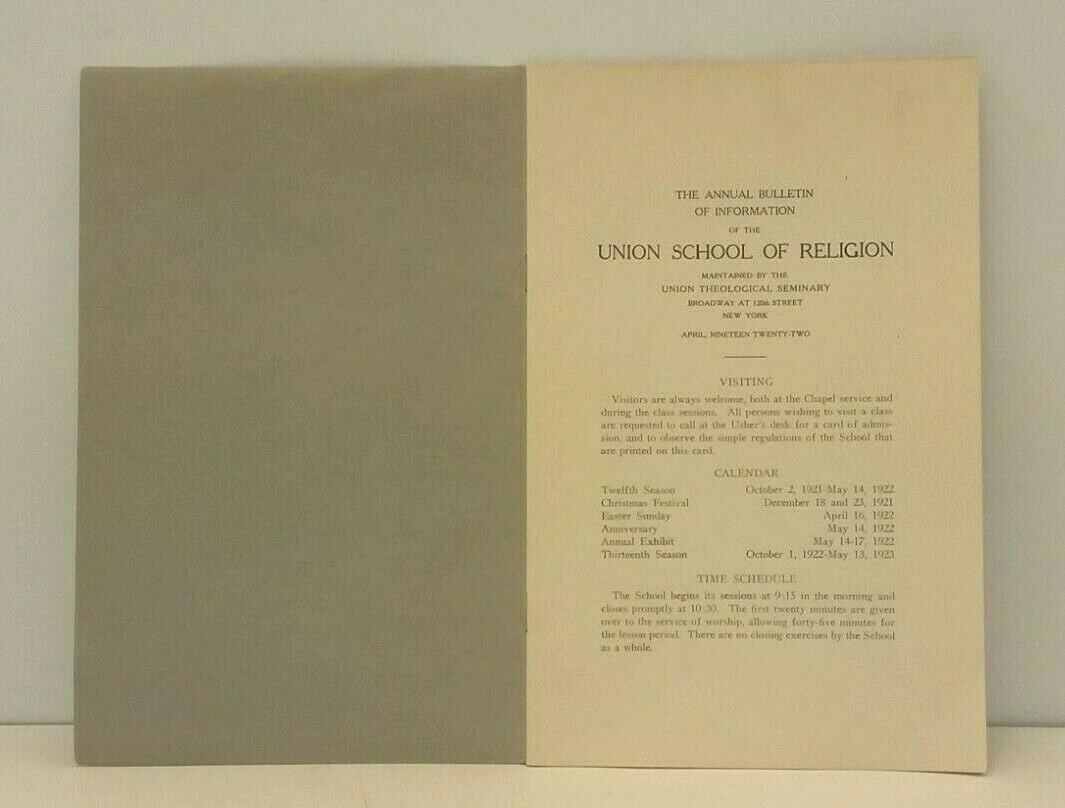 THE ANNUAL BULLETIN
OF INFORMATION
OF THE
UNION SCHOOL OF RELIGION
MAINTAINED BY THE
UNION THEOLOGICAL SEMINARY
BROADWAY AT 120th STREET
NEW YORK
APRIL, NINETEEN TWENTY-TWO
VISITING
Visitors are always welcome, both at the Chapel service and
during the class sessions. All persons wishing to visit a class
are requested to call at the Usher's desk for a card of admis-
sion, and to observe the simple regulations of the School that
are printed on this card.
CALENDAR
Twelfth Season October 2, 1921-May 14, 1922
Christmas Festival December 18 and 23, 1921
Easter Sunday April 16, 1922
Anniversary May 14, 1922
Annual Exhibit May 14-17, 1922
Thirteenth Season October 1, 1922-May 13, 1923
TIME SCHEDULE
The School begins its sessions at 9:15 in the morning and
closes promptly at 10:30. The first twenty minutes are given
over to the service of worship, allowing forty-five minutes for
the lesson period. There are no closing exercises by the School
as a whole.